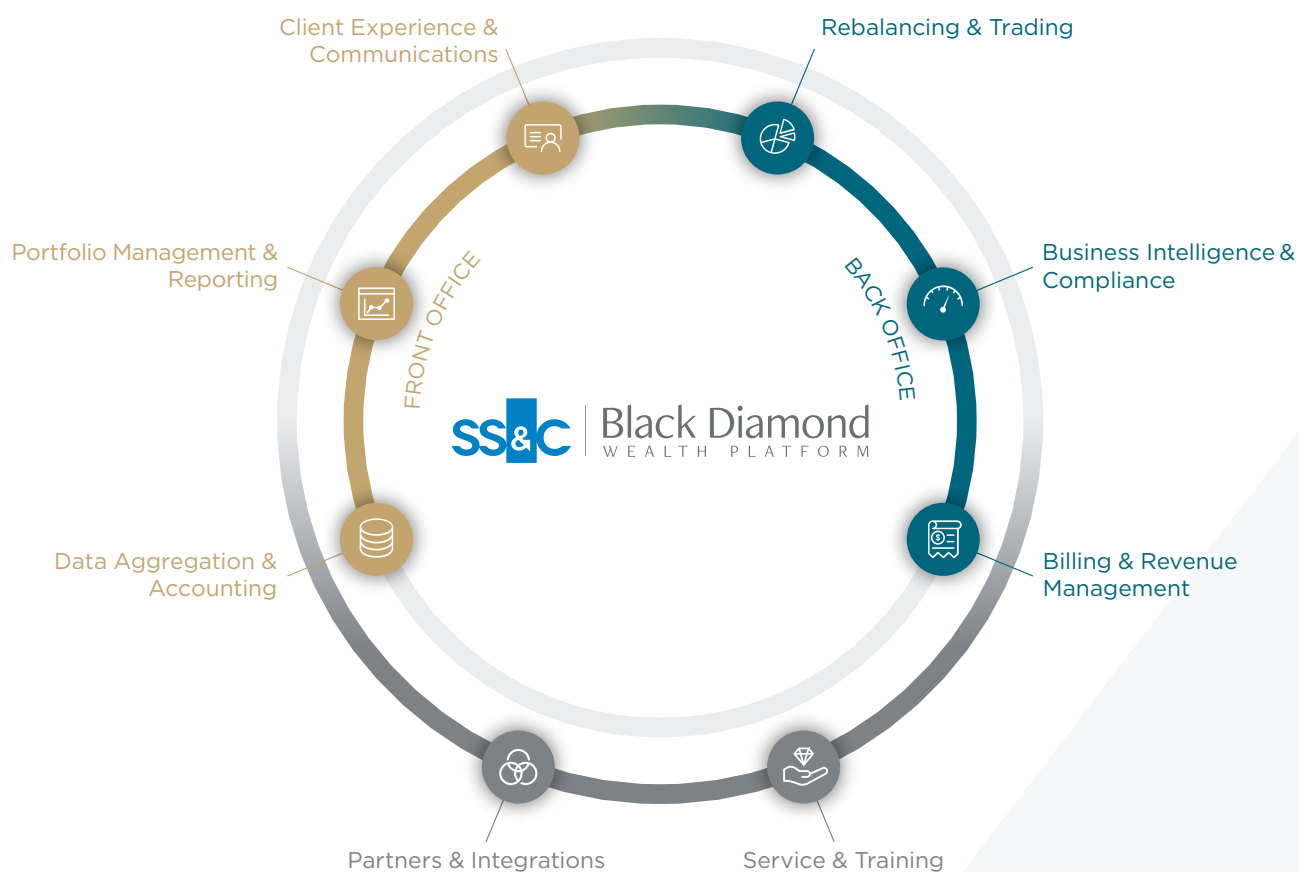 Client Experience &
Communications
Rebalancing & Trading
Portfolio Management &
Reporting
Business Intelligence &
Compliance
FRONT OFFICE
BACK OFFICE
SS&C
Black Diamond
WEALTH PLATFORM
$
Data Aggregation &
Accounting
Billing & Revenue
Management
Partners & Integrations
Service & Training